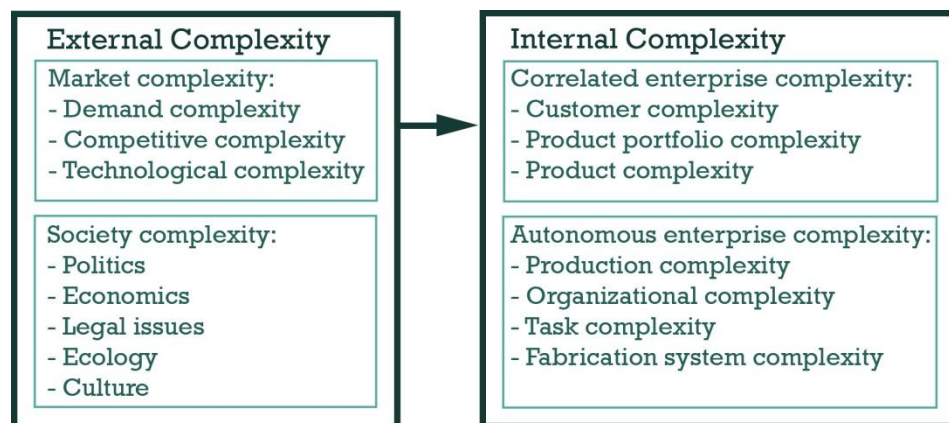 External Complexity
Market complexity:
- Demand complexity
- Competitive complexity
- Technological complexity
Society complexity:
- Politics
- Economics
- Legal issues
- Ecology
- Culture
Internal Complexity
Correlated enterprise complexity:
- Customer complexity
- Product portfolio complexity
- Product complexity
Autonomous enterprise complexity:
- Production complexity
- Organizational complexity
- Task complexity
- Fabrication system complexity